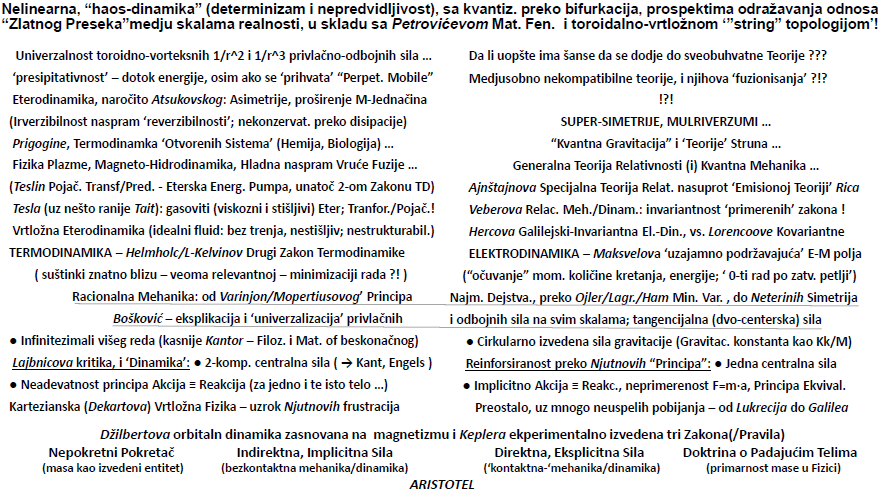 Nelinearna, “haos-dinamika” (determinizam i nepredvidljivost), sa kvantiz. preko bifurkacija, prospektima odražavanja odnosa
“Zlatnog Preseka”medju skalama realnosti, u skladu sa Petrovićevom Mat. Fen. i toroidalno-vrtložnom ‘”string” topologijom’!
Univerzalnost toroidno-vorteksnih 1/r^2 i 1/r^3 privlačno-odbojnih sila …
‘presipitativnost’ – dotok energije, osim ako se ‘prihvata’ “Perpet. Mobile”
Eterodinamika, naročito Atsukovskog: Asimetrije, proširenje M-Jednačina
(Irverzibilnost naspram ‘reverzibilnosti’; nekonzervat. preko disipacije)
Prigogine, Termodinamka ‘Otvorenih Sistema’ (Hemija, Biologija) …
Fizika Plazme, Magneto-Hidrodinamika, Hladna naspram Vruće Fuzije …
(Teslin Pojač. Transf/Pred. - Eterska Energ. Pumpa, unatoč 2-om Zakonu TD)
Tesla (uz nešto ranije Tait): gasoviti (viskozni i stišljivi) Eter; Tranfor./Pojač.!
Vrtložna Eterodinamika (idealni fluid: bez trenja, nestišljiv; nestrukturabil.)
TERMODINAMIKA – Helmholc/L-Kelvinov Drugi Zakon Termodinamike
( suštinki znatno blizu – veoma relevantnoj – minimizaciji rada ?! )
Da li uopšte ima šanse da se dodje do sveobuhvatne Teorije ???
Medjusobno nekompatibilne teorije, i njihova ‘fuzionisanja’ ?!?
!?!
SUPER-SIMETRIJE, MULRIVERZUMI …
“Kvantna Gravitacija” i ‘Teorije’ Struna …
Generalna Teorija Relativnosti (i) Kvantna Mehanika …
Ajnštajnova Specijalna Teorija Relat. nasuprot ‘Emisionoj Teoriji’ Rica
Veberova Relac. Meh./Dinam.: invariantnost ‘primerenih’ zakona !
Hercova Galilejski-Invariantna El.-Din., vs. Lorencoove Kovariantne
ELEKTRODINAMIKA – Maksvelova ‘uzajamno podržavajuća’ E-M polja
(“očuvanje” mom. količine kretanja, energije; ‘ 0-ti rad po zatv. petlji’)
Racionalna Mehanika: od Varinjon/Mopertiusovog’ Principa Najm. Dejstva., preko Ojler/Lagr./Ham Min. Var. , do Neterinih Simetrija
Bošković – eksplikacija i ‘univerzalizacija’ privlačnih i odbojnih sila na svim skalama; tangencijalna (dvo-centerska) sila
● Infinitezimali višeg reda (kasnije Kantor – Filoz. i Mat. of beskonačnog)
Lajbnicova kritika, i ‘Dinamika’: ● 2-komp. centralna sila ( → Kant, Engels )
● Neadevatnost principa Akcija ≡ Reakcija (za jedno i te isto telo …)
Kartezianska (Dekartova) Vrtložna Fizika – uzrok Njutnovih frustracija
● Cirkularno izvedena sila gravitacije (Gravitac. konstanta kao Kk/M)
Reinforsiranost preko Njutnovih “Principa”: ● Jedna centralna sila
● Implicitno Akcija ≡ Reakc., neprimerenost F=m·a, Principa Ekvival.
Preostalo, uz mnogo neuspelih pobijanja – od Lukrecija do Galilea
Džilbertova orbitaln dinamika zasnovana na magnetizmu i Keplera ekperimentalno izvedena tri Zakona(/Pravila)
Nepokretni Pokretač
(masa kao izvedeni entitet)
Indirektna, Implicitna Sila
(bezkontaktna mehanika/dinamika)
Direktna, Eksplicitna Sila
(‘kontaktna-‘mehanika/dinamika)
Doktrina o Padajućim Telima
(primarnost mase u Fizici)
ARISTOTEL